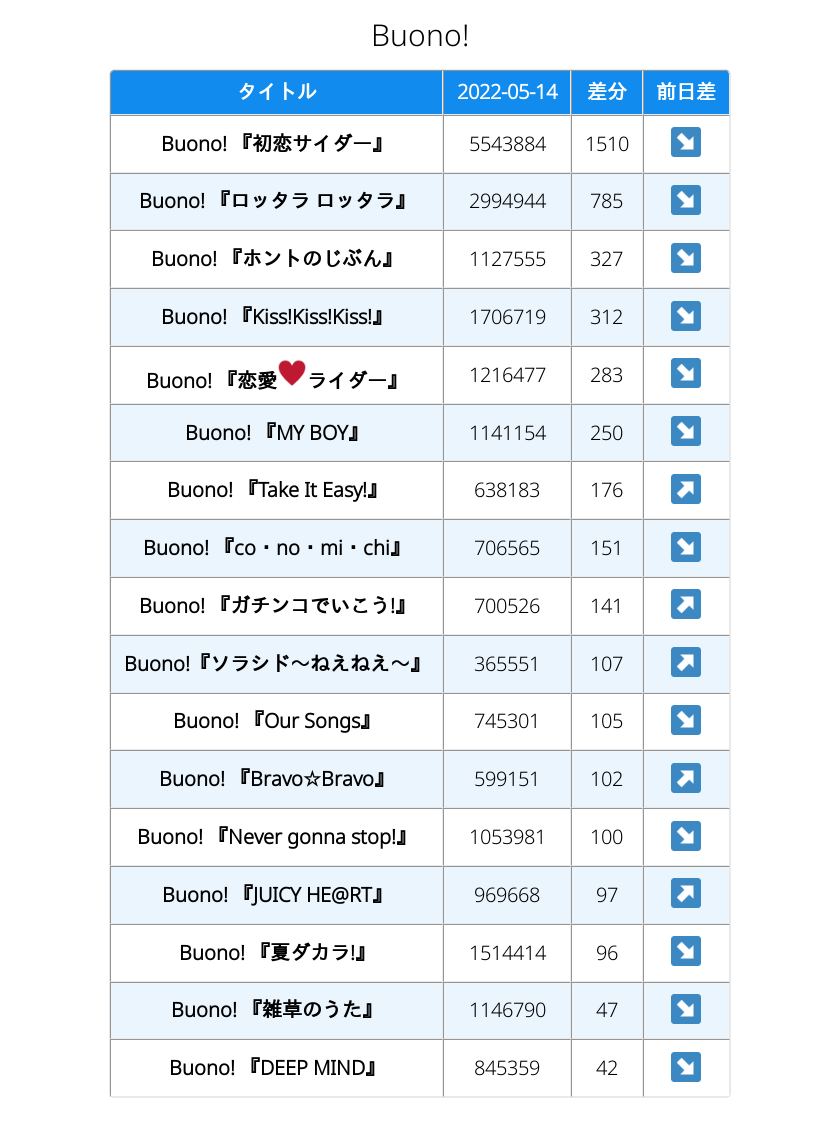 Buono!
タイトル 2022-05-14 差分 前日差
Buono! 『初恋サイダー』 5543884 1510 ↘
Buono! 『ロッタラ ロッタラ』 2994944 785 ↘
Buono! 『ホントのじぶん』 1127555 327 ↘
Buono! 『Kiss!Kiss!Kiss!』 1706719 312 ↘
Buono! 『恋愛♥ライダー』 1216477 283 ↘
Buono! 『MY BOY』 1141154 250 ↘
Buono! 『Take It Easy!』 638183 176 ↗
Buono! 『co・no・mi・chi』 706565 151 ↘
Buono! 『ガチンコでいこう!』 700526 141 ↗
Buono!『ソラシド～ねえねえ～』 365551 107 ↗
Buono! 『Our Songs』 745301 105 ↘
Buono! 『Bravo☆Bravo』 599151 102 ↗
Buono! 『Never gonna stop!』 1053981 100 ↘
Buono! 『JUICY HE@RT』 969668 97 ↗
Buono! 『夏ダカラ!』 1514414 96 ↘
Buono! 『雑草のうた』 1146790 47 ↘
Buono! 『DEEP MIND』 845359 42 ↘